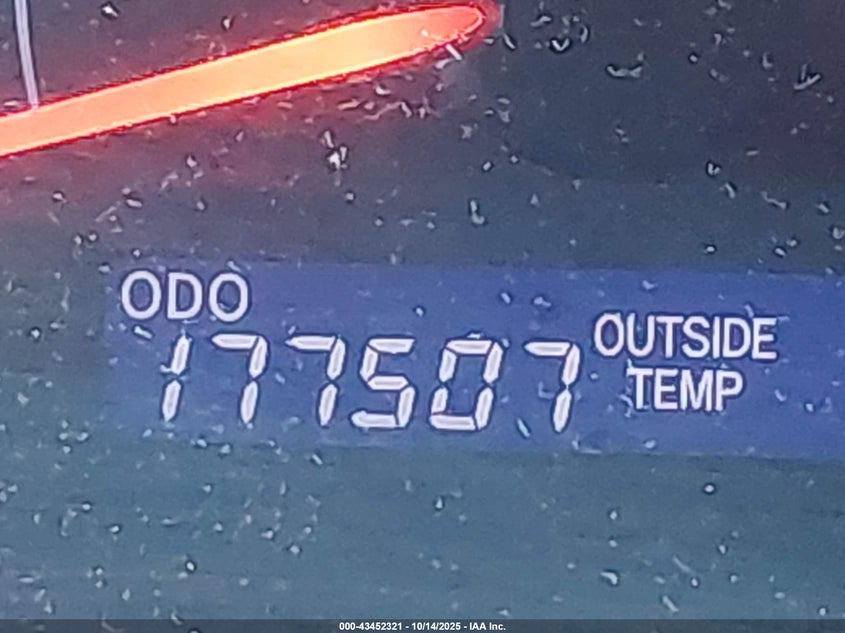 ODO
177507
OUTSIDE
TEMP
000-43452321 - 10/14/2025 - IAA Inc.